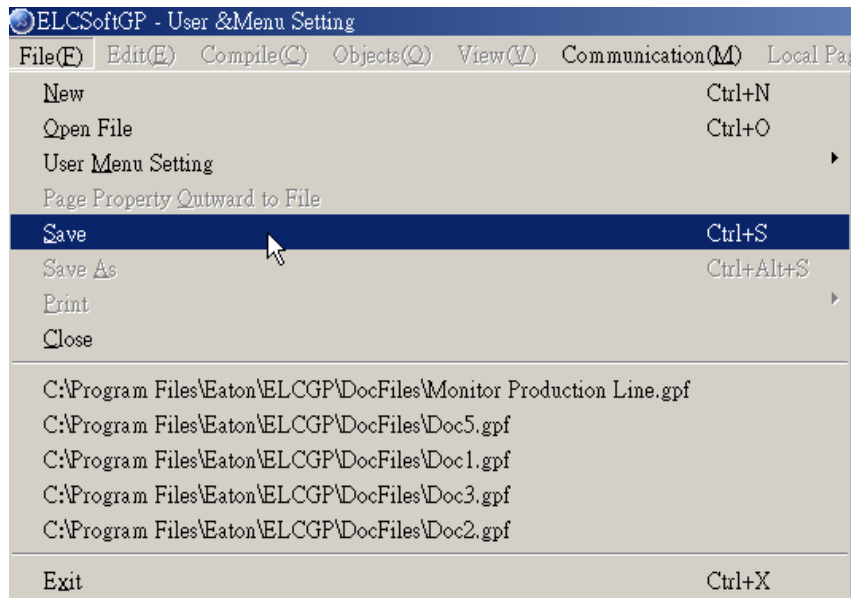 ELCSoftGP - User &Menu Setting
File(F) Edit(E) Compile(C) Objects(O) View(V) Communication(M) Local Pa
New Ctrl+N
Open File Ctrl+O
User Menu Setting
Page Property Qutward to File
Save Ctrl+S
Save As Ctrl+Alt+S
Print
Close
C:\Program Files\Eaton\ELCGP\DocFiles\Monitor Production Line.gpf
C:\Program Files\Eaton\ELCGP\DocFiles\Doc5.gpf
C:\Program Files\Eaton\ELCGP\DocFiles\Doc1.gpf
C:\Program Files\Eaton\ELCGP\DocFiles\Doc3.gpf
C:\Program Files\Eaton\ELCGP\DocFiles\Doc2.gpf
Exit Ctrl+X